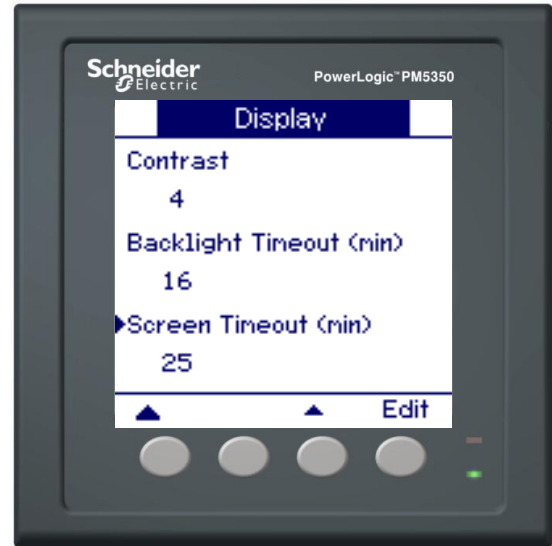 Schneider
Electric
PowerLogic™ PM5350
Display
Contrast
4
Backlight Timeout (min)
16
Screen Timeout (min)
25
Edit